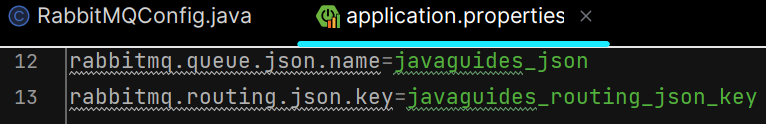 RabbitMQConfig.java application.properties
12 rabbitmq.queue.json.name=javaguides_json
13 rabbitmq.routing.json.key=javaguides_routing_json_key